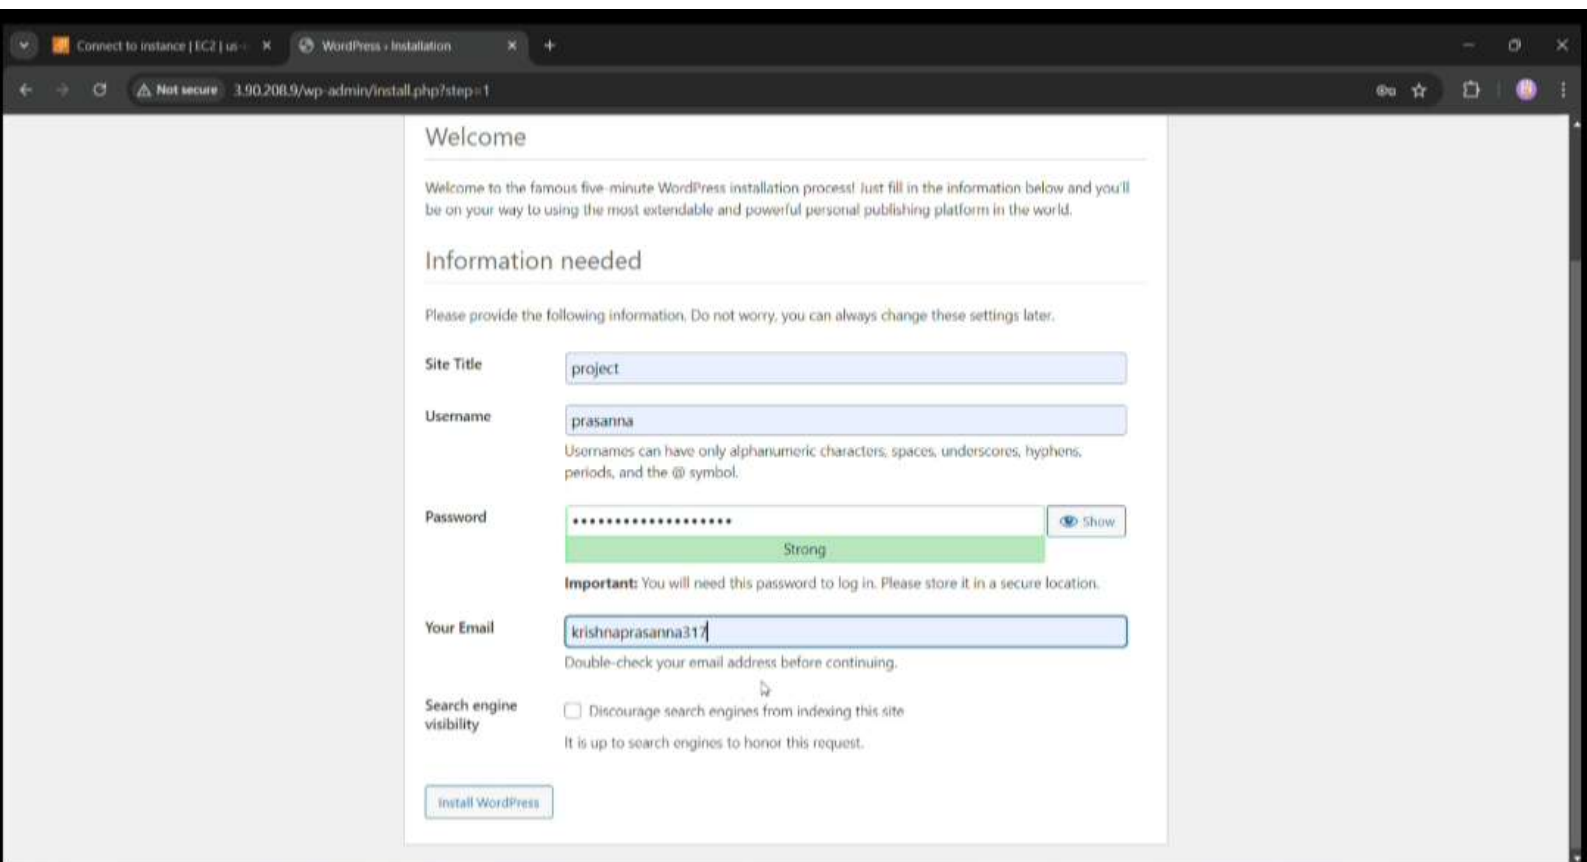 Connect to instance | EC2 | us-
WordPress › Installation
Not secure 3.90.208.9/wp-admin/install.php?step=1
Welcome
Welcome to the famous five-minute WordPress installation process! Just fill in the information below and you'll
be on your way to using the most extendable and powerful personal publishing platform in the world.
Information needed
Please provide the following information. Do not worry, you can always change these settings later.
Site Title
project
Username
prasanna
Usernames can have only alphanumeric characters, spaces, underscores, hyphens,
periods, and the @ symbol.
Password
•••••••••••••••••••
Show
Strong
Important: You will need this password to log in. Please store it in a secure location.
Your Email
krishnaprasanna317
Double-check your email address before continuing.
Search engine
visibility
Discourage search engines from indexing this site
It is up to search engines to honor this request.
Install WordPress